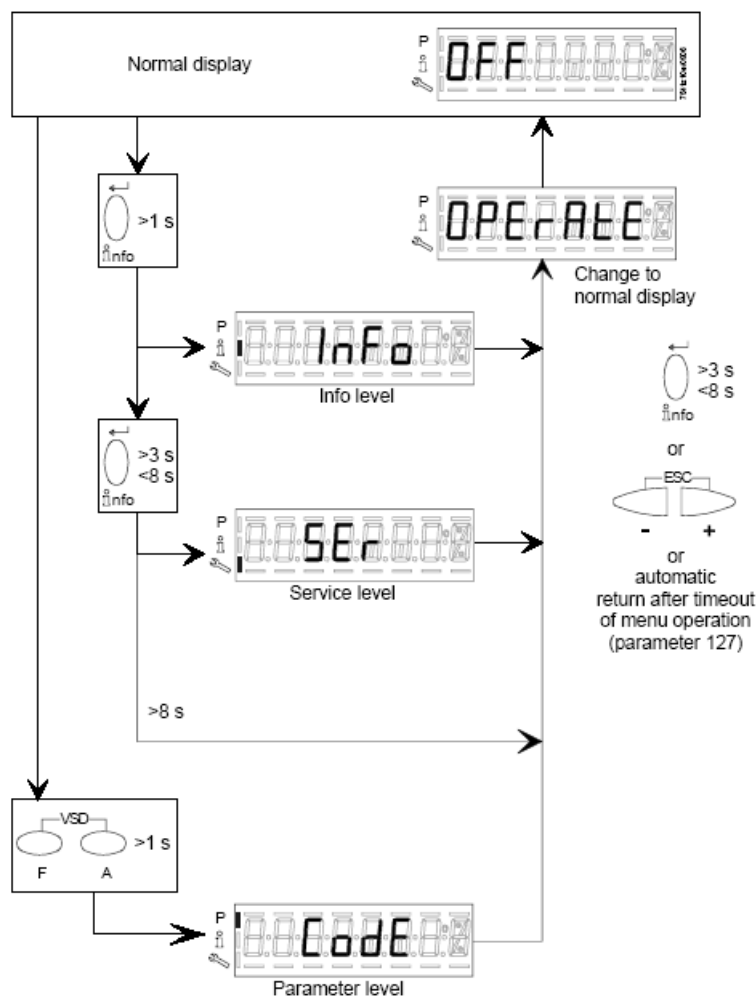 Normal display
P
OFF
P
OPErAtE
Change to
normal display
>1 s
info
P
InFo
Info level
>3 s
<8 s
info
>3 s
<8 s
info
or
ESC
- +
or
automatic
return after timeout
of menu operation
(parameter 127)
P
SEr
Service level
>8 s
VSD
>1 s
F A
P
CodE
Parameter level